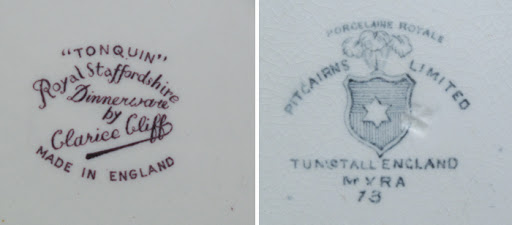 "TONQUIN"
Royal Staffordshire
Dinnerware
by
Clarice Cliff
MADE IN ENGLAND
PORCELAINE ROYALE
PITCAIRNS LIMITED
TUNSTALL ENGLAND
MYRA
13